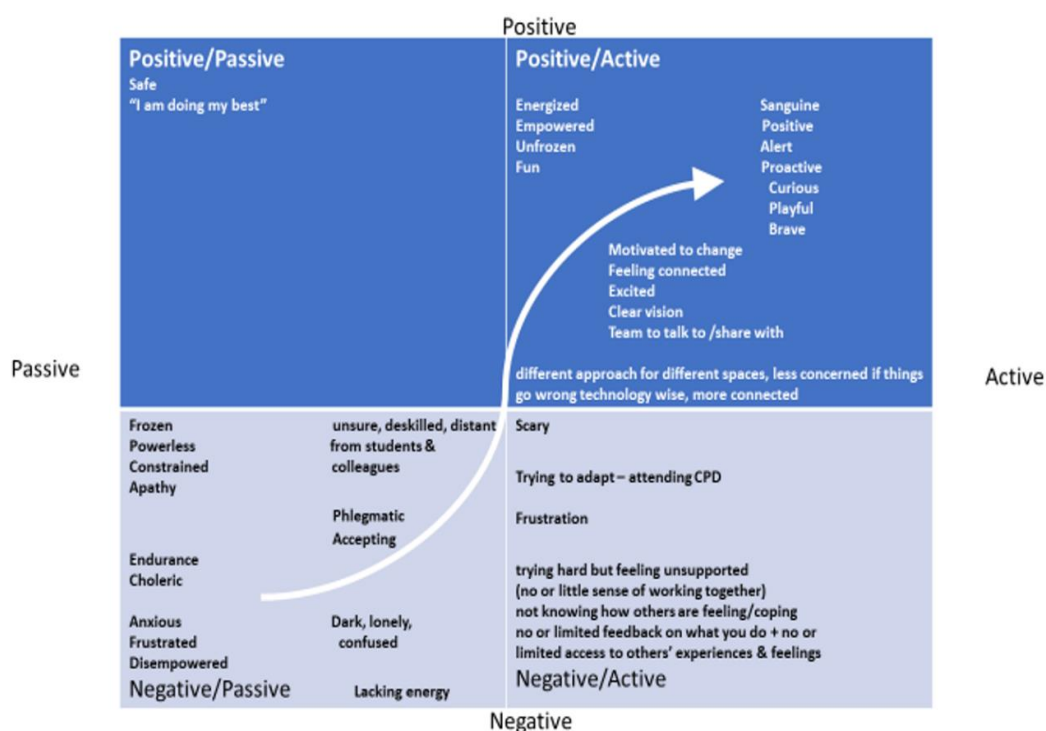 Positive
Positive/Passive
Safe
“I am doing my best”
Positive/Active
Energized
Empowered
Unfrozen
Fun
Sanguine
Positive
Alert
Proactive
Curious
Playful
Brave
Motivated to change
Feeling connected
Excited
Clear vision
Team to talk to /share with
different approach for different spaces, less concerned if things
go wrong technology wise, more connected
Passive
Active
Frozen
Powerless
Constrained
Apathy
unsure, deskilled, distant
from students &
colleagues
Phlegmatic
Accepting
Endurance
Choleric
Anxious
Frustrated
Disempowered
Dark, lonely,
confused
Negative/Passive
Lacking energy
Scary
Trying to adapt – attending CPD
Frustration
trying hard but feeling unsupported
(no or little sense of working together)
not knowing how others are feeling/coping
no or limited feedback on what you do + no or
limited access to others’ experiences & feelings
Negative/Active
Negative